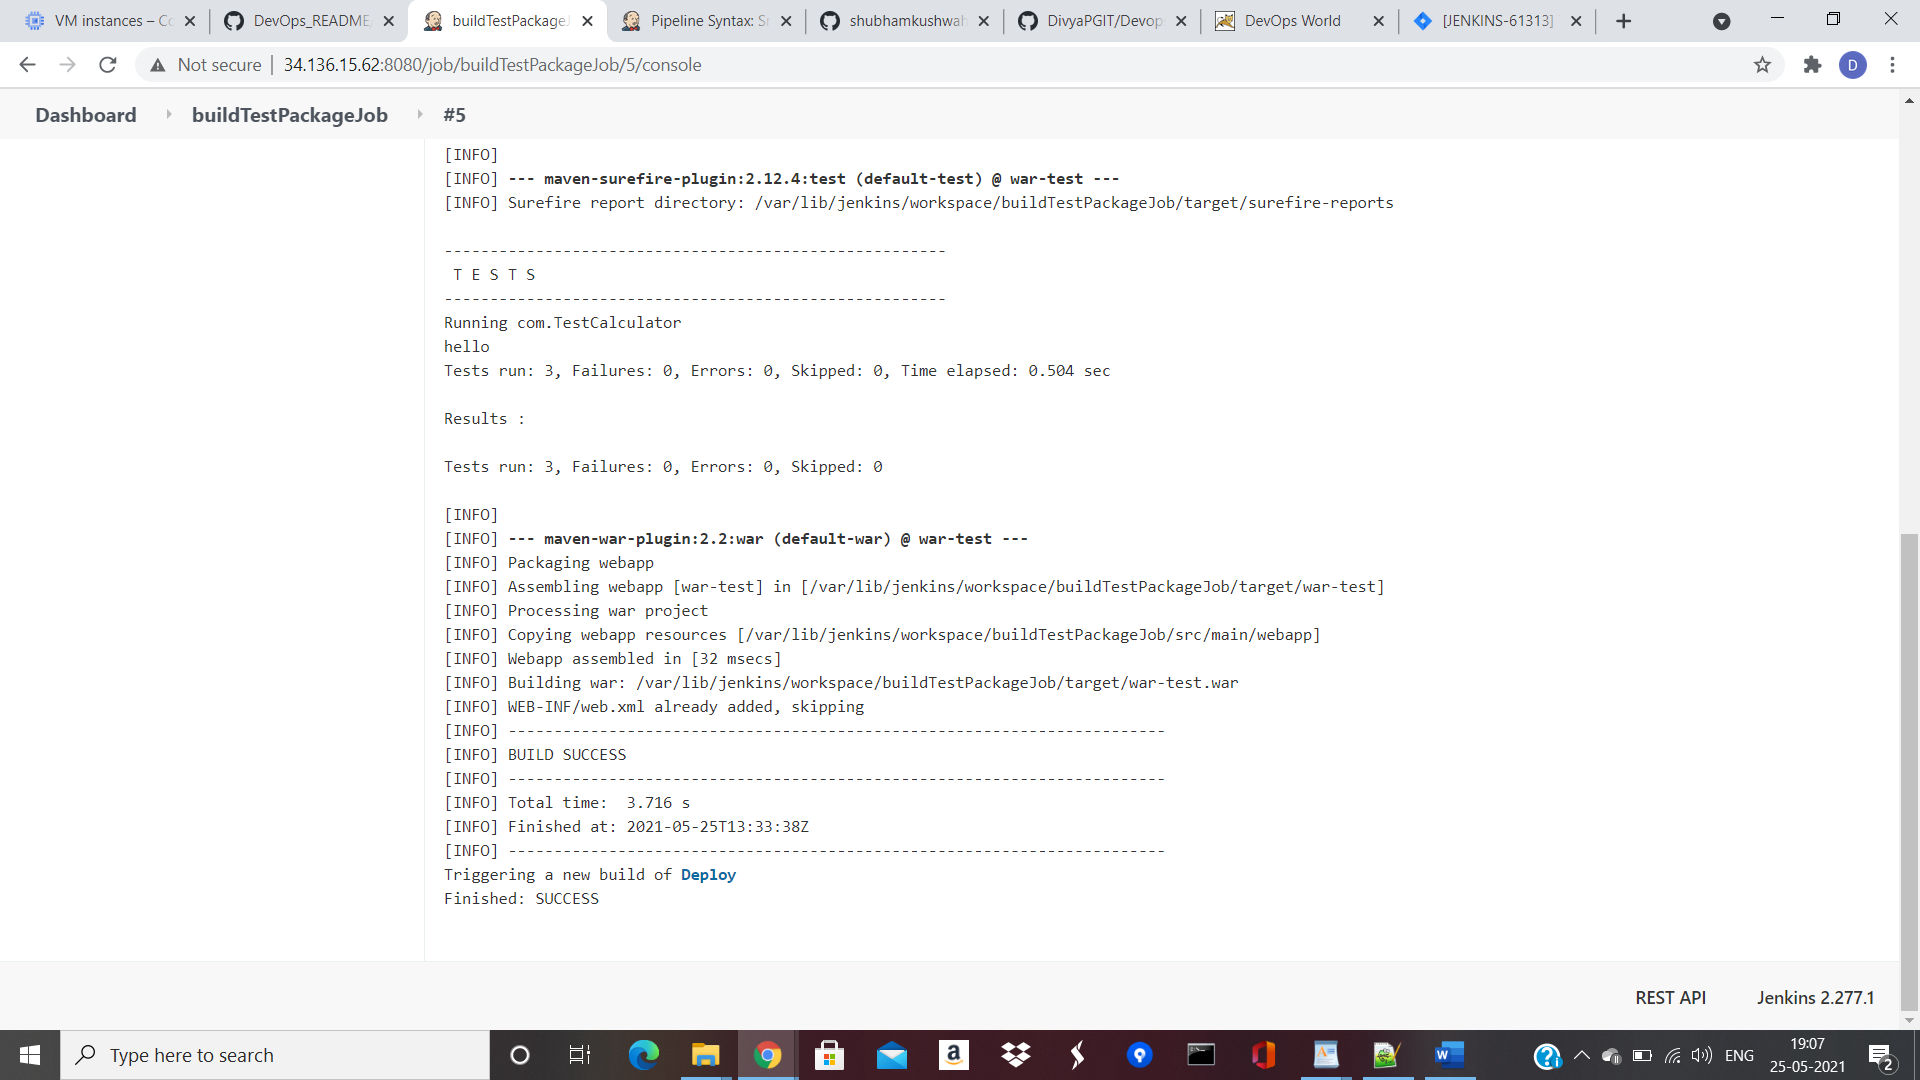 VM instances – Co
DevOps_README.
buildTestPackageJ
Pipeline Syntax: Sn
shubhamkushwah
DivyaPGIT/Devop
DevOps World
[JENKINS-61313]
Not secure | 34.136.15.62:8080/job/buildTestPackageJob/5/console
D
Dashboard buildTestPackageJob #5
[INFO]
[INFO] --- maven-surefire-plugin:2.12.4:test (default-test) @ war-test ---
[INFO] Surefire report directory: /var/lib/jenkins/workspace/buildTestPackageJob/target/surefire-reports
-------------------------------------------------------
T E S T S
-------------------------------------------------------
Running com.TestCalculator
hello
Tests run: 3, Failures: 0, Errors: 0, Skipped: 0, Time elapsed: 0.504 sec
Results :
Tests run: 3, Failures: 0, Errors: 0, Skipped: 0
[INFO]
[INFO] --- maven-war-plugin:2.2:war (default-war) @ war-test ---
[INFO] Packaging webapp
[INFO] Assembling webapp [war-test] in [/var/lib/jenkins/workspace/buildTestPackageJob/target/war-test]
[INFO] Processing war project
[INFO] Copying webapp resources [/var/lib/jenkins/workspace/buildTestPackageJob/src/main/webapp]
[INFO] Webapp assembled in [32 msecs]
[INFO] Building war: /var/lib/jenkins/workspace/buildTestPackageJob/target/war-test.war
[INFO] WEB-INF/web.xml already added, skipping
[INFO] ------------------------------------------------------------------------
[INFO] BUILD SUCCESS
[INFO] ------------------------------------------------------------------------
[INFO] Total time:  3.716 s
[INFO] Finished at: 2021-05-25T13:33:38Z
[INFO] ------------------------------------------------------------------------
Triggering a new build of Deploy
Finished: SUCCESS
REST API Jenkins 2.277.1
Type here to search
ENG
19:07
25-05-2021
2